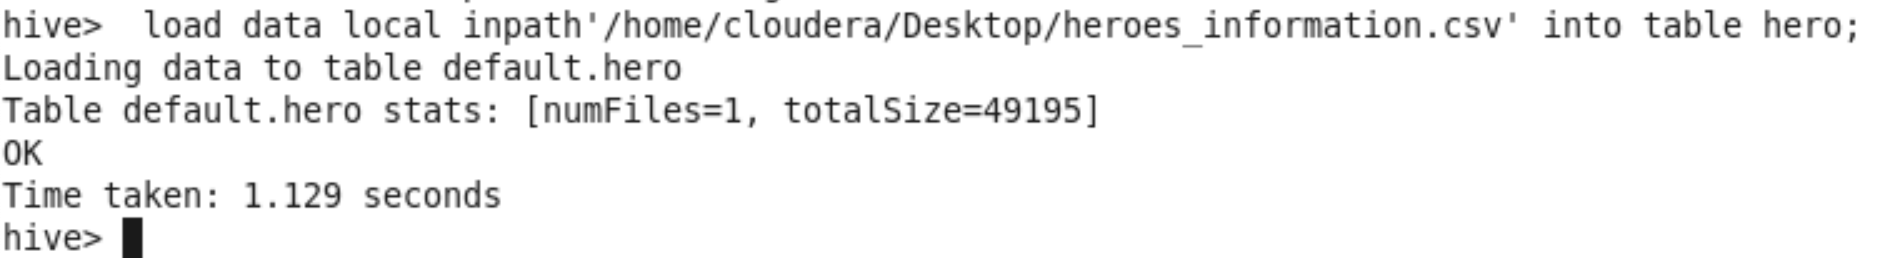 hive>  load data local inpath'/home/cloudera/Desktop/heroes_information.csv' into table hero;
Loading data to table default.hero
Table default.hero stats: [numFiles=1, totalSize=49195]
OK
Time taken: 1.129 seconds
hive>